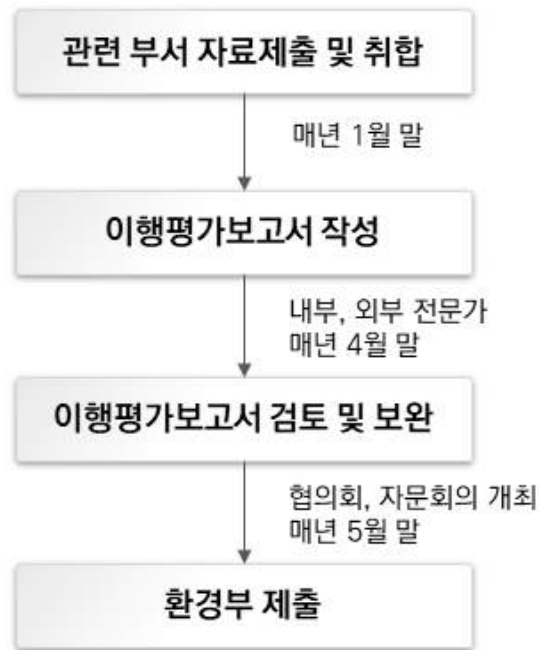 관련 부서 자료제출 및 취합
매년 1월 말
이행평가보고서 작성
내부, 외부 전문가
매년 4월 말
이행평가보고서 검토 및 보완
협의회, 자문회의 개최
매년 5월 말
환경부 제출